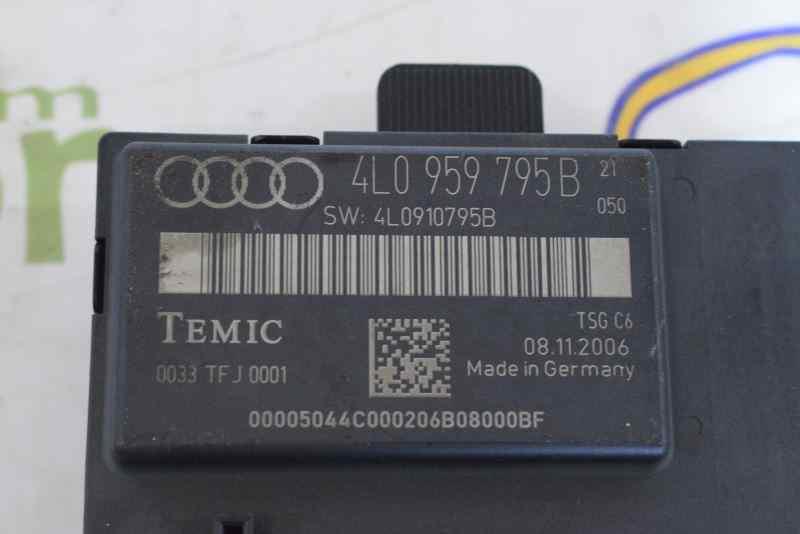 4L0 959 795 B 21
050
SW: 4L0910795B
TEMIC
TSG C6
08.11.2006
0033 TFJ 0001
Made in Germany
00005044C000206B08000BF